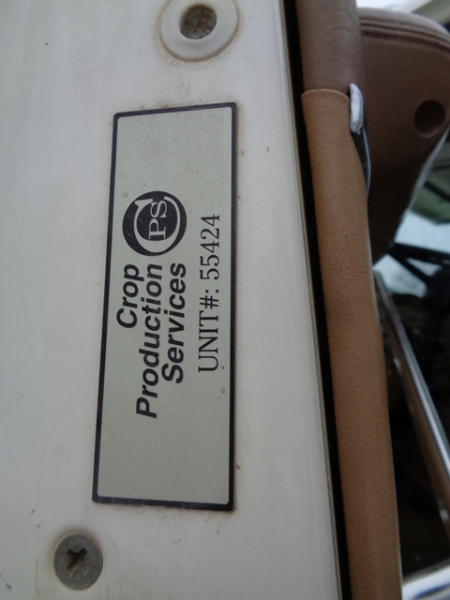 CPS
Crop
Production
Services
UNIT#: 55424